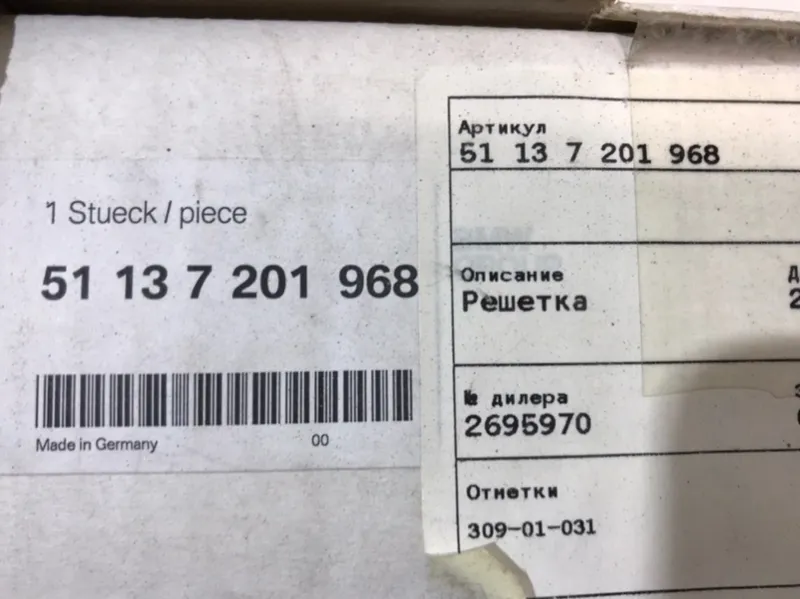 1 Stueck / piece
51 13 7 201 968
Made in Germany 00
Артикул
51 13 7 201 968
Описание
Решетка
№ дилера
2695970
Отметки
309-01-031